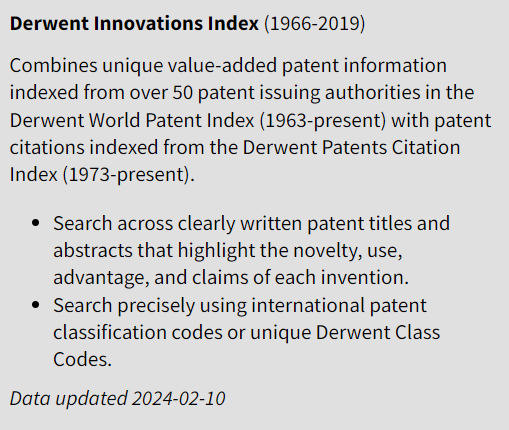 Derwent Innovations Index (1966-2019)
Combines unique value-added patent information
indexed from over 50 patent issuing authorities in the
Derwent World Patent Index (1963-present) with patent
citations indexed from the Derwent Patents Citation
Index (1973-present).
• Search across clearly written patent titles and
abstracts that highlight the novelty, use,
advantage, and claims of each invention.
• Search precisely using international patent
classification codes or unique Derwent Class
Codes.
Data updated 2024-02-10